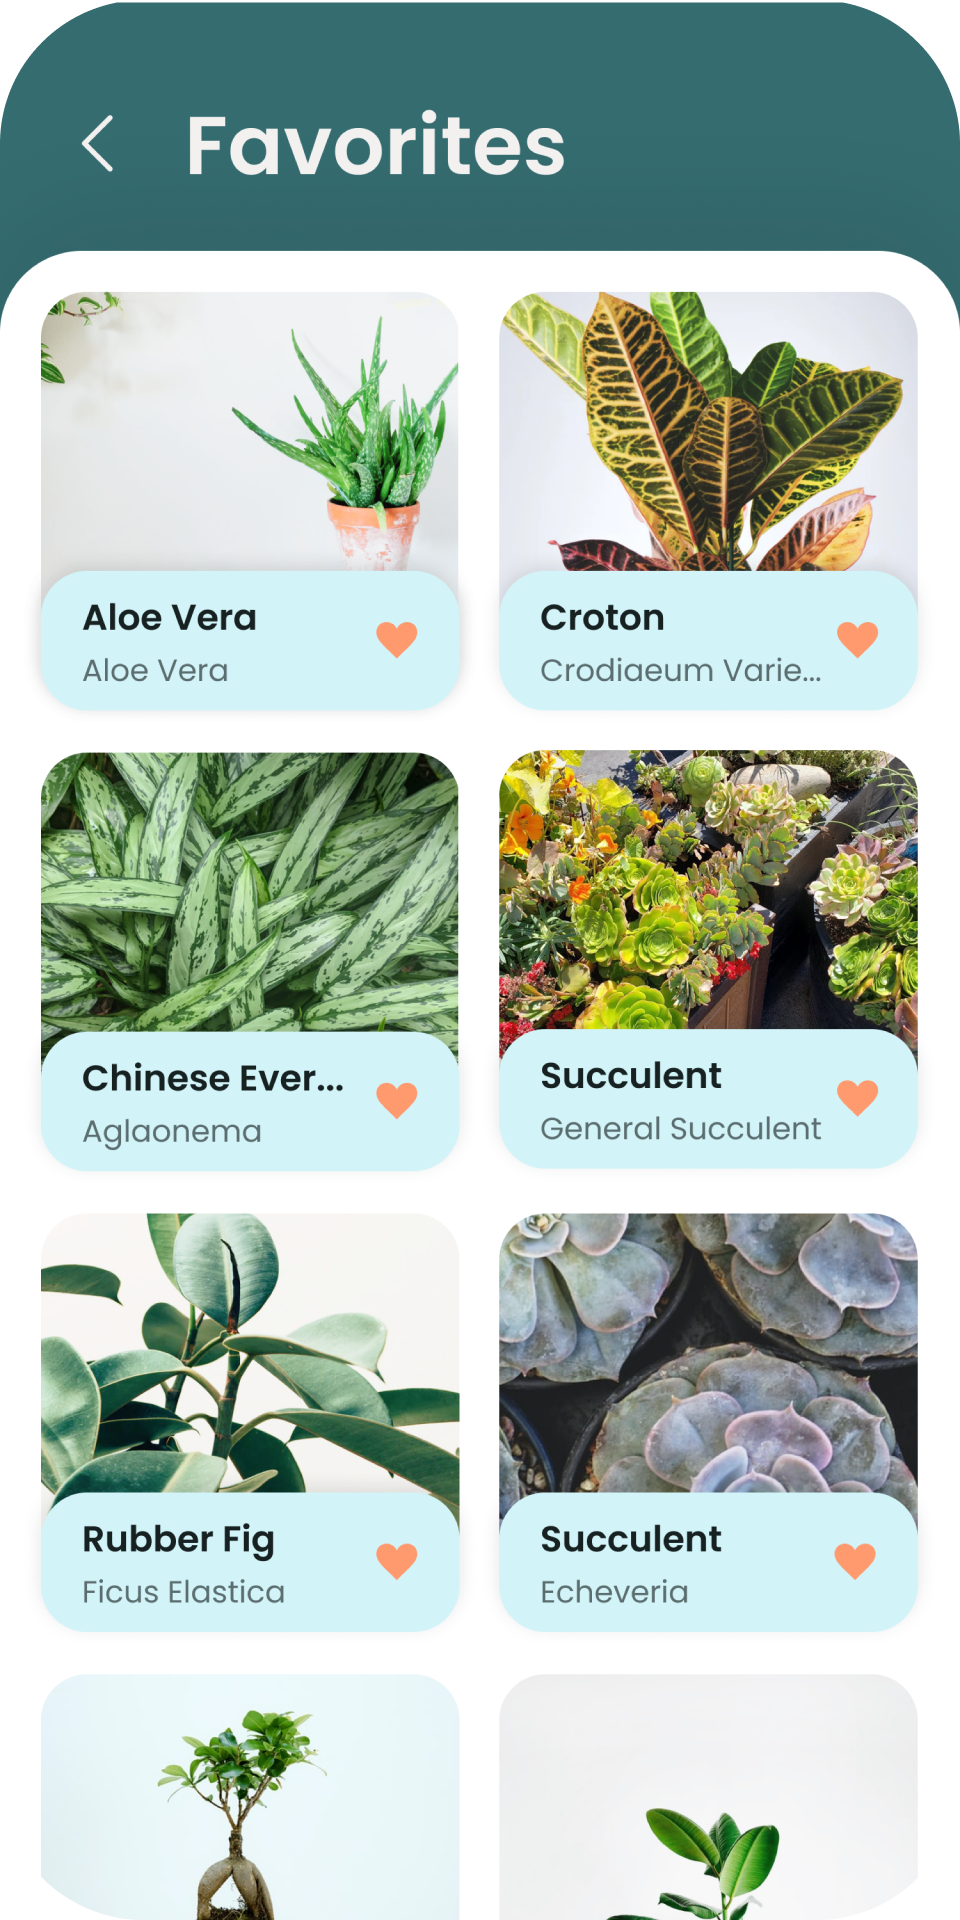 Favorites
Aloe Vera
Aloe Vera
Croton
Crodiaeum Varie...
Chinese Ever...
Aglaonema
Succulent
General Succulent
Rubber Fig
Ficus Elastica
Succulent
Echeveria